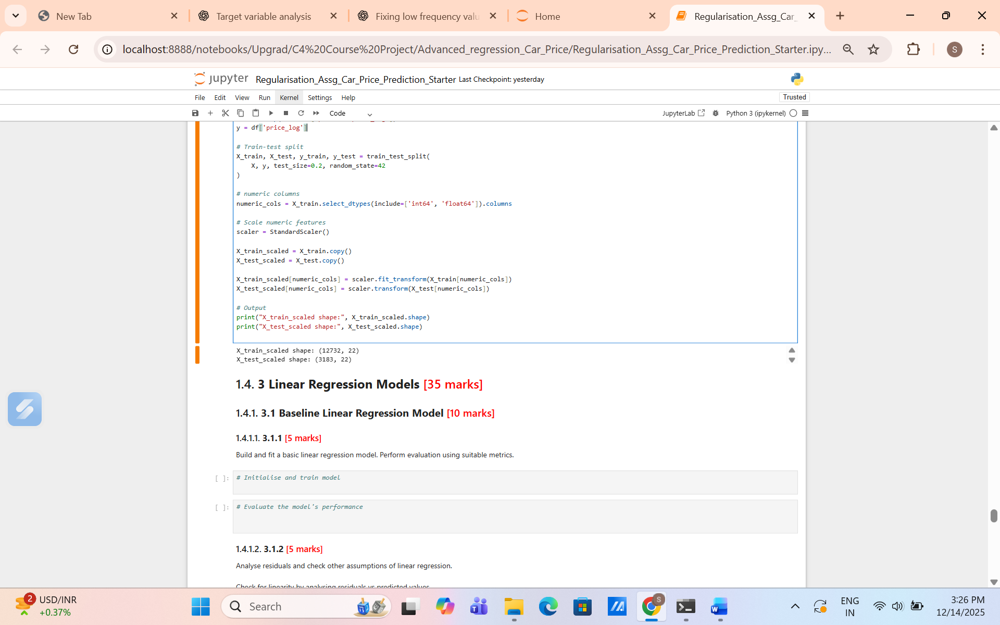 New Tab
Target variable analysis
Fixing low frequency valu
Home
Regularisation_Assg_Car_
localhost:8888/notebooks/Upgrad/C4%20Course%20Project/Advanced_regression_Car_Price/Regularisation_Assg_Car_Price_Prediction_Starter.ipy...
S
jupyter Regularisation_Assg_Car_Price_Prediction_Starter Last Checkpoint: yesterday
File Edit View Run Kernel Settings Help
Trusted
Code
JupyterLab
Python 3 (ipykernel)
y = df['price_log']
# Train-test split
X_train, X_test, y_train, y_test = train_test_split(
X, y, test_size=0.2, random_state=42
)
# numeric columns
numeric_cols = X_train.select_dtypes(include=['int64', 'float64']).columns
# Scale numeric features
scaler = StandardScaler()
X_train_scaled = X_train.copy()
X_test_scaled = X_test.copy()
X_train_scaled[numeric_cols] = scaler.fit_transform(X_train[numeric_cols])
X_test_scaled[numeric_cols] = scaler.transform(X_test[numeric_cols])
# Output
print("X_train_scaled shape:", X_train_scaled.shape)
print("X_test_scaled shape:", X_test_scaled.shape)
X_train_scaled shape: (12732, 22)
X_test_scaled shape: (3183, 22)
1.4. 3 Linear Regression Models [35 marks]
1.4.1. 3.1 Baseline Linear Regression Model [10 marks]
1.4.1.1. 3.1.1 [5 marks]
Build and fit a basic linear regression model. Perform evaluation using suitable metrics.
[ ]: # Initialise and train model
[ ]: # Evaluate the model's performance
1.4.1.2. 3.1.2 [5 marks]
Analyse residuals and check other assumptions of linear regression.
Check for linearity by analysing residuals vs predicted values
2
USD/INR
+0.37%
Search
S
ENG
IN
3:26 PM
12/14/2025